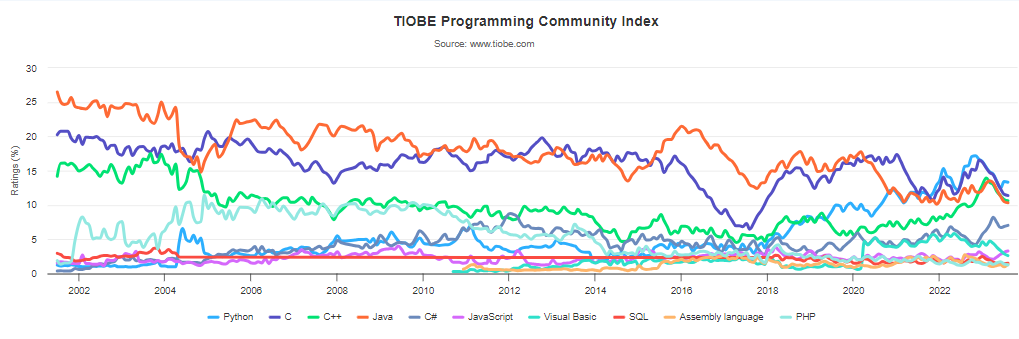 TIOBE Programming Community Index
Source: www.tiobe.com
Ratings (%)
30
25
20
15
10
5
0
2002 2004 2006 2008 2010 2012 2014 2016 2018 2020 2022
Python C C++ Java C# JavaScript Visual Basic SQL Assembly language PHP